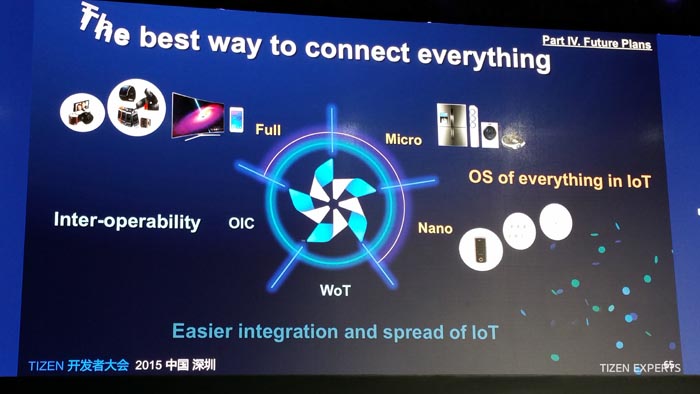 The best way to connect everything
Part IV. Future Plans
Full
Micro
OS of everything in IoT
Inter-operability
OIC
Nano
WoT
Easier integration and spread of IoT
TIZEN 开发者大会 2015 中国 深圳
65
TIZEN EXPERTS